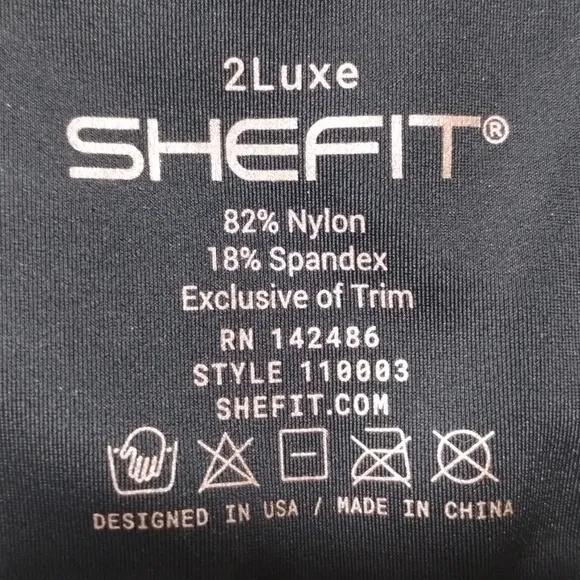 2Luxe
SHEFIT®
82% Nylon
18% Spandex
Exclusive of Trim
RN 142486
STYLE 110003
SHEFIT.COM
DESIGNED IN USA / MADE IN CHINA